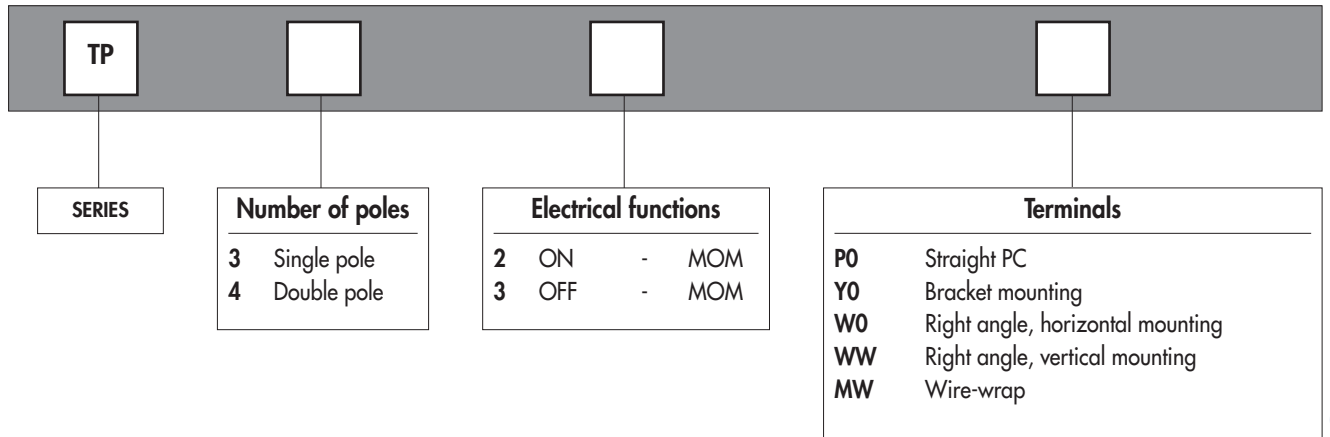 TP
SERIES
Number of poles
3 Single pole
4 Double pole
Electrical functions
2 ON - MOM
3 OFF - MOM
Terminals
P0 Straight PC
Y0 Bracket mounting
W0 Right angle, horizontal mounting
WW Right angle, vertical mounting
MW Wire-wrap